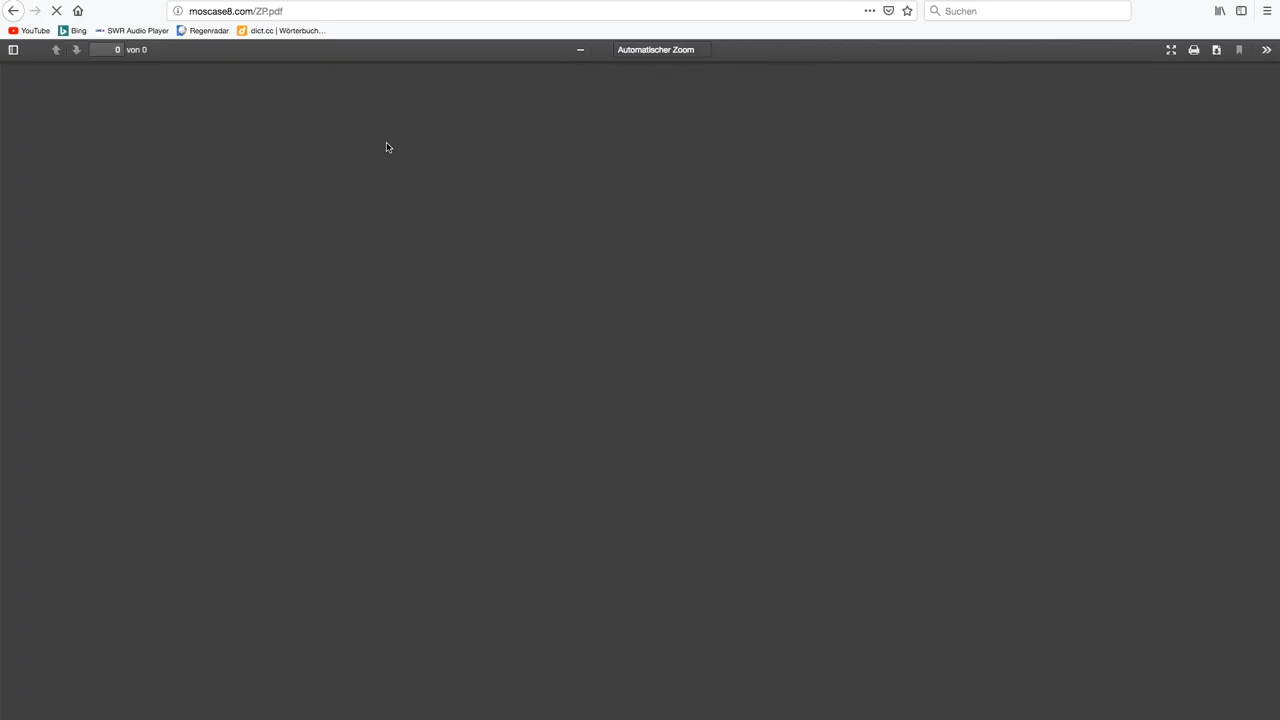 moscase8.com/ZP.pdf
Suchen
YouTube Bing SWR Audio Player Regenradar dict.cc | Wörterbuch...
0 von 0
Automatischer Zoom